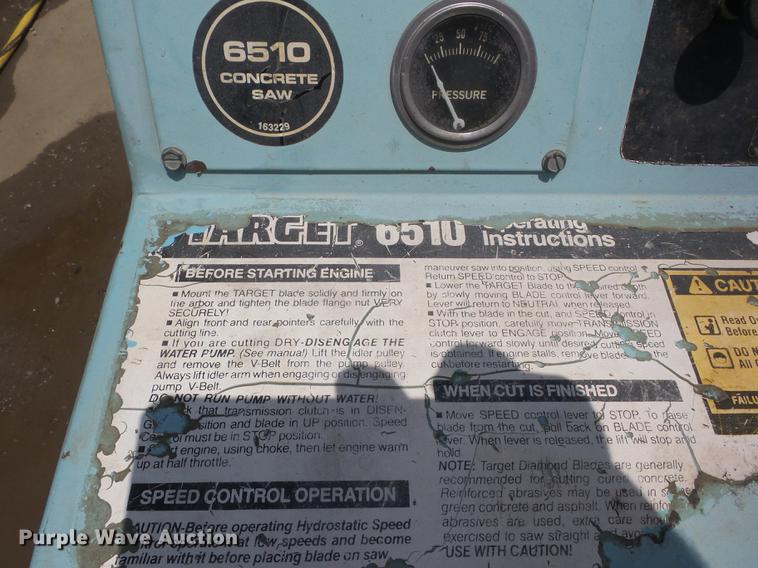 6510
CONCRETE
SAW
163229
25 50 75
PRESSURE
TARGET® 6510 Operating
Instructions
BEFORE STARTING ENGINE
■ Mount the TARGET blade solidly and firmly on
the arbor and tighten the blade flange nut VERY
SECURELY!
■ Align front and rear pointers carefully with the
cutting line.
■ If you are cutting DRY-DISENGAGE THE
WATER PUMP. (See manual) Lift the idler pulley
and remove the V-Belt from the pump pulley.
Always lift idler arm when engaging or disengaging
pump V-Belt.
DO NOT RUN PUMP WITHOUT WATER!
that transmission clutch is in DISEN-
position and blade in UP position. Speed
must be in STOP position.
engine, using choke, then let engine warm
up at half throttle.
SPEED CONTROL OPERATION
CAUTION-Before operating Hydrostatic Speed
at low speeds and become
familiar with it before placing blade on saw.
maneuver saw into position, using SPEED control
Return SPEED control to STOP.
■ Lower the TARGET Blade to the depth
by slowly moving BLADE control lever forward.
Lever will return to NEUTRAL when released.
■ With the blade in the cut, and SPEED control in
STOP position, carefully move TRANSMISSION
clutch lever to ENGAGE position. Move SPEED
control forward slowly until desired cutting speed
is obtained. If engine stalls, remove blade from the
cut before restarting.
WHEN CUT IS FINISHED
■ Move SPEED control lever to STOP. To raise
blade from the cut, pull back on BLADE control
lever. When lever is released, the lift will stop and
hold.
NOTE: Target Diamond Blades are generally
recommended for cutting cured concrete.
Reinforced abrasives may be used in
green concrete and asphalt. When
abrasives are used, extra care
exercised to saw straight and
USE WITH CAUTION!
CAUT
Read O
Before
DO N
All G
FAILU
Purple Wave Auction